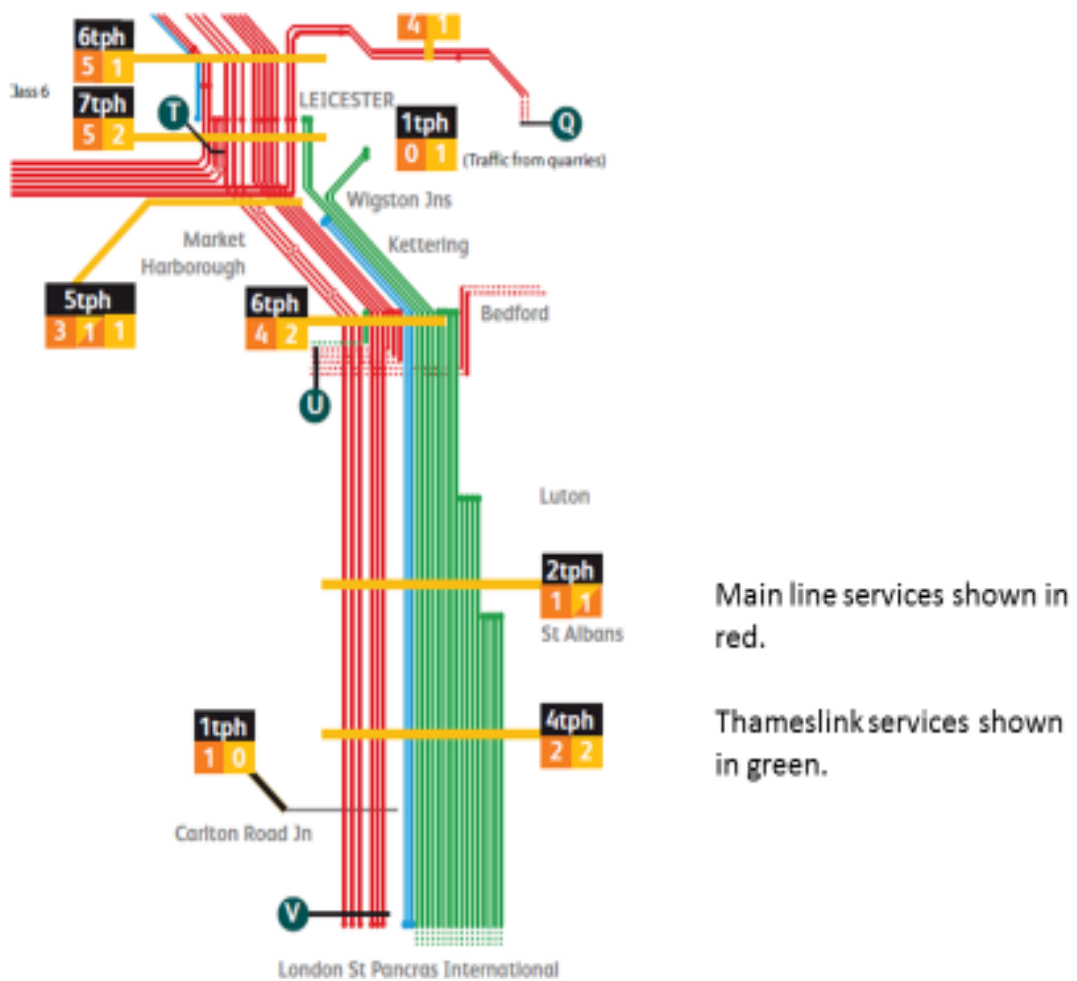 6tph
5 1
4 1
7tph
5 2
T
LEICESTER
1tph
0 1
Q
(Traffic from quarries)
Wigston Jns
Market
Harborough
Kettering
5tph
3 1 1
6tph
4 2
Bedford
U
Luton
2tph
1 1
St Albans
Main line services shown in
red.
1tph
1 0
4tph
2 2
Thameslink services shown
in green.
Carlton Road Jn
V
London St Pancras International